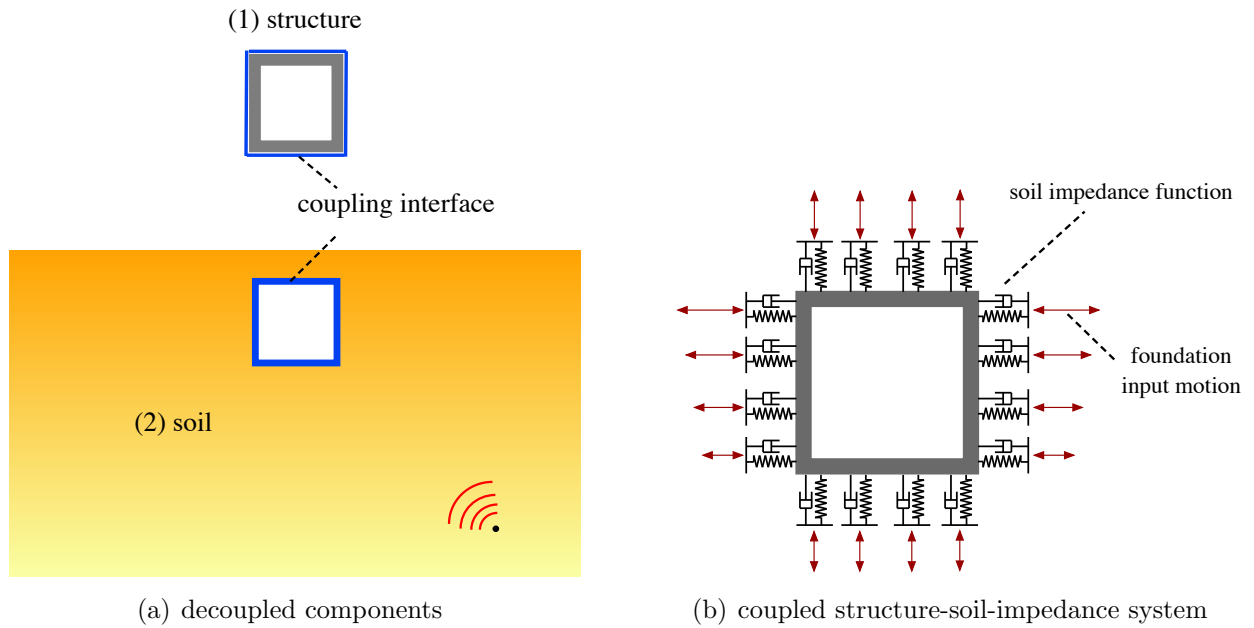 (1) structure
coupling interface
(2) soil
(a) decoupled components
soil impedance function
foundation
input motion
(b) coupled structure-soil-impedance system